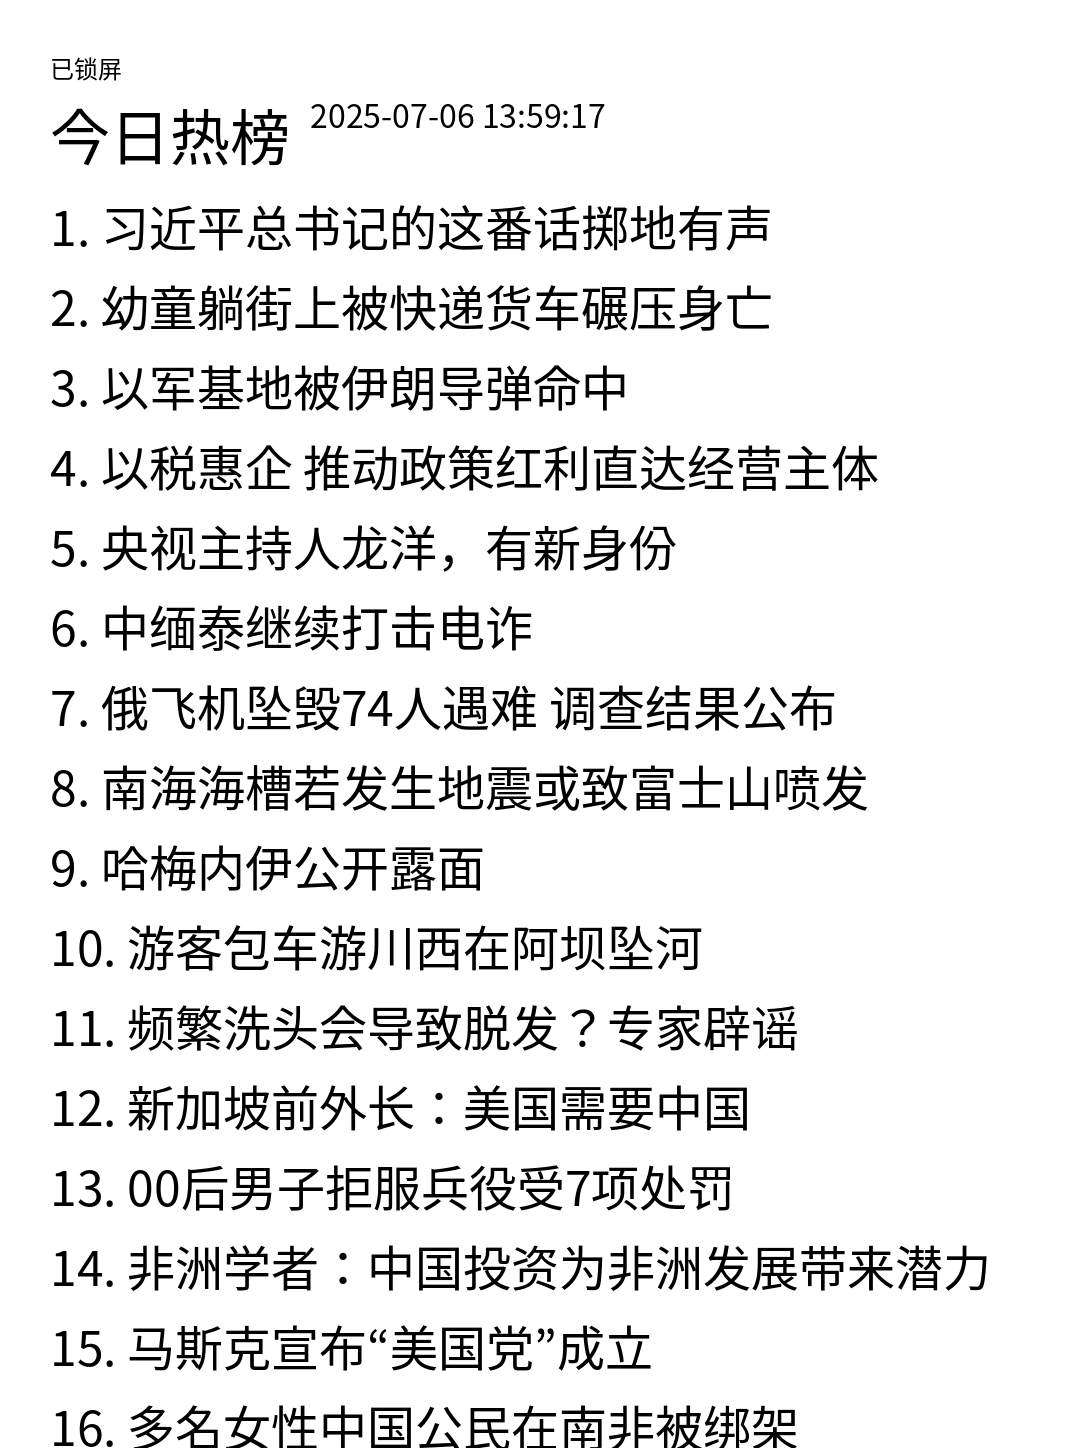 已锁屏
今日热榜 2025-07-06 13:59:17
1. 习近平总书记的这番话掷地有声
2. 幼童躺街上被快递货车碾压身亡
3. 以军基地被伊朗导弹命中
4. 以税惠企 推动政策红利直达经营主体
5. 央视主持人龙洋，有新身份
6. 中缅泰继续打击电诈
7. 俄飞机坠毁74人遇难 调查结果公布
8. 南海海槽若发生地震或致富士山喷发
9. 哈梅内伊公开露面
10. 游客包车游川西在阿坝坠河
11. 频繁洗头会导致脱发？专家辟谣
12. 新加坡前外长：美国需要中国
13. 00后男子拒服兵役受7项处罚
14. 非洲学者：中国投资为非洲发展带来潜力
15. 马斯克宣布“美国党”成立
16. 多名女性中国公民在南非被绑架